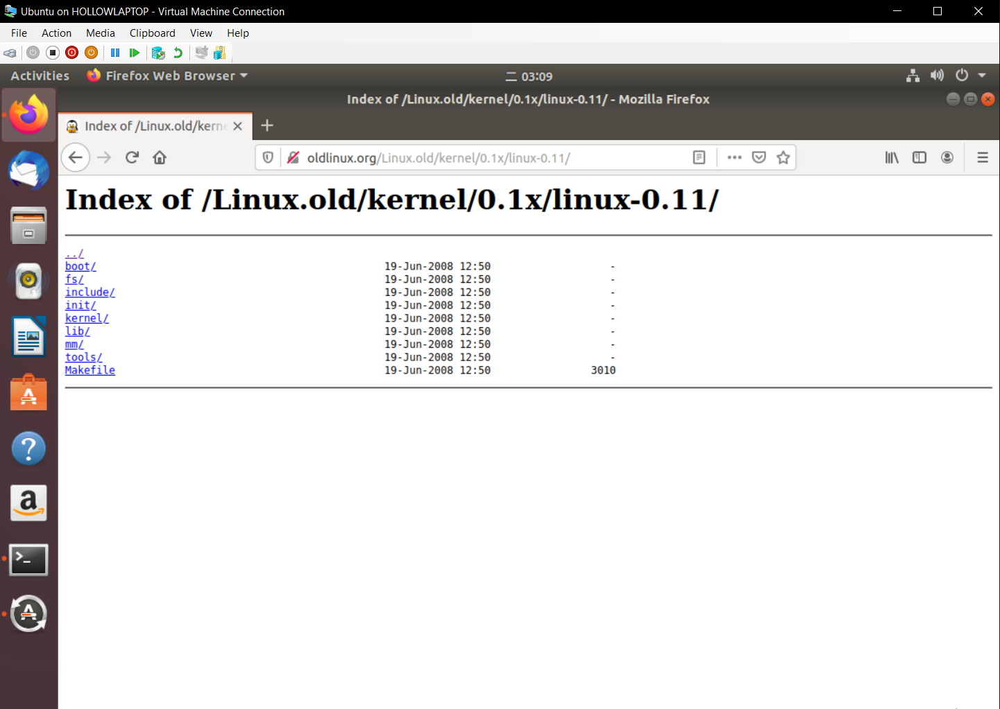 Ubuntu on HOLLOWLAPTOP - Virtual Machine Connection
File Action Media Clipboard View Help
Activities Firefox Web Browser 二 03:09
Index of /Linux.old/kernel/0.1x/linux-0.11/ - Mozilla Firefox
Index of /Linux.old/kerne
oldlinux.org/Linux.old/kernel/0.1x/linux-0.11/
Index of /Linux.old/kernel/0.1x/linux-0.11/
../
boot/ 19-Jun-2008 12:50 -
fs/ 19-Jun-2008 12:50 -
include/ 19-Jun-2008 12:50 -
init/ 19-Jun-2008 12:50 -
kernel/ 19-Jun-2008 12:50 -
lib/ 19-Jun-2008 12:50 -
mm/ 19-Jun-2008 12:50 -
tools/ 19-Jun-2008 12:50 -
Makefile 19-Jun-2008 12:50 3010